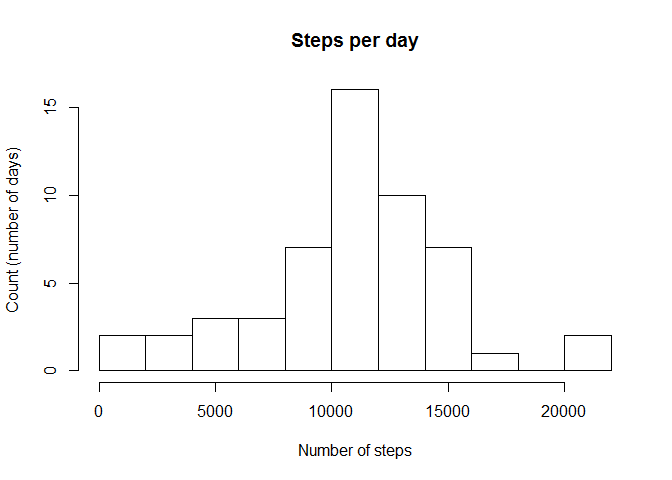 Steps per day
Count (number of days)
15
10
5
0
0 5000 10000 15000 20000
Number of steps